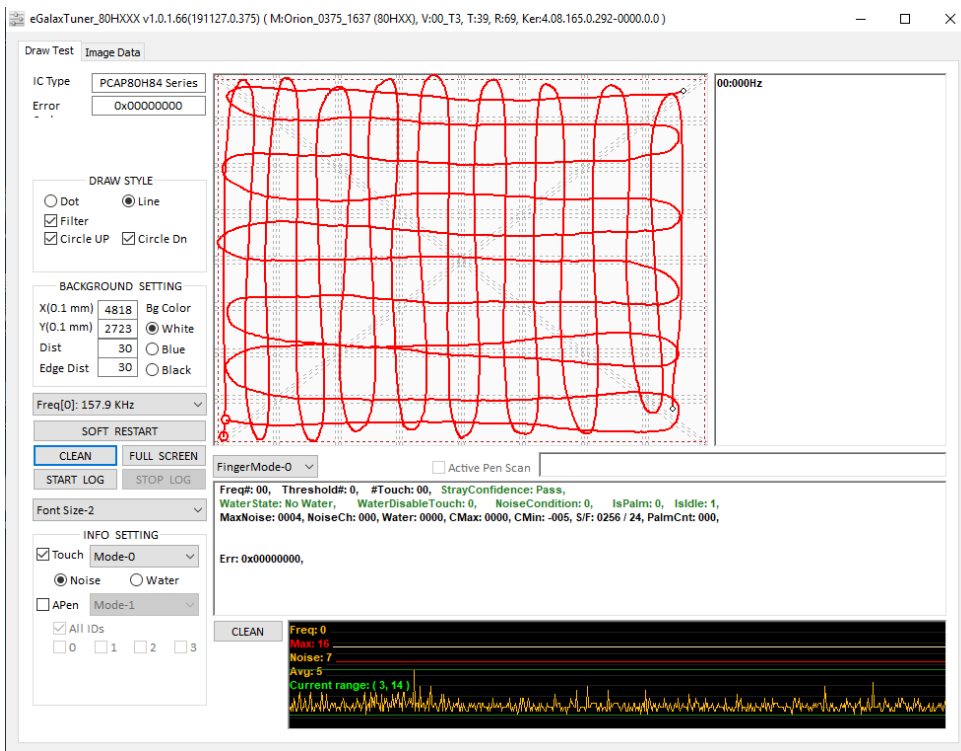 eGalaxTuner_80HXXX v1.0.1.66(191127.0.375) ( M:Orion_0375_1637 (80HXX), V:00_T3, T:39, R:69, Ker:4.08.165.0.292-0000.0.0 )
Draw Test Image Data
IC Type PCAP80H84 Series
Error 0x00000000
00:000Hz
DRAW STYLE
Dot Line
Filter
Circle UP Circle Dn
BACKGROUND SETTING
X(0.1 mm) 4818 Bg Color
Y(0.1 mm) 2723 White
Dist 30 Blue
Edge Dist 30 Black
Freq[0]: 157.9 KHz
SOFT RESTART
CLEAN FULL SCREEN
START LOG STOP LOG
Font Size-2
INFO SETTING
Touch Mode-0
Noise Water
APen Mode-1
All IDs
0 1 2 3
FingerMode-0 Active Pen Scan
Freq#: 00, Threshold#: 0, #Touch: 00, StrayConfidence: Pass,
WaterState: No Water, WaterDisableTouch: 0, NoiseCondition: 0, IsPalm: 0, IsIdle: 1,
MaxNoise: 0004, NoiseCh: 000, Water: 0000, CMax: 0000, CMin: -005, S/F: 0256 / 24, PalmCnt: 000,
Err: 0x00000000,
CLEAN
Freq: 0
Max: 16
Noise: 7
Avg: 5
Current range: ( 3, 14 )